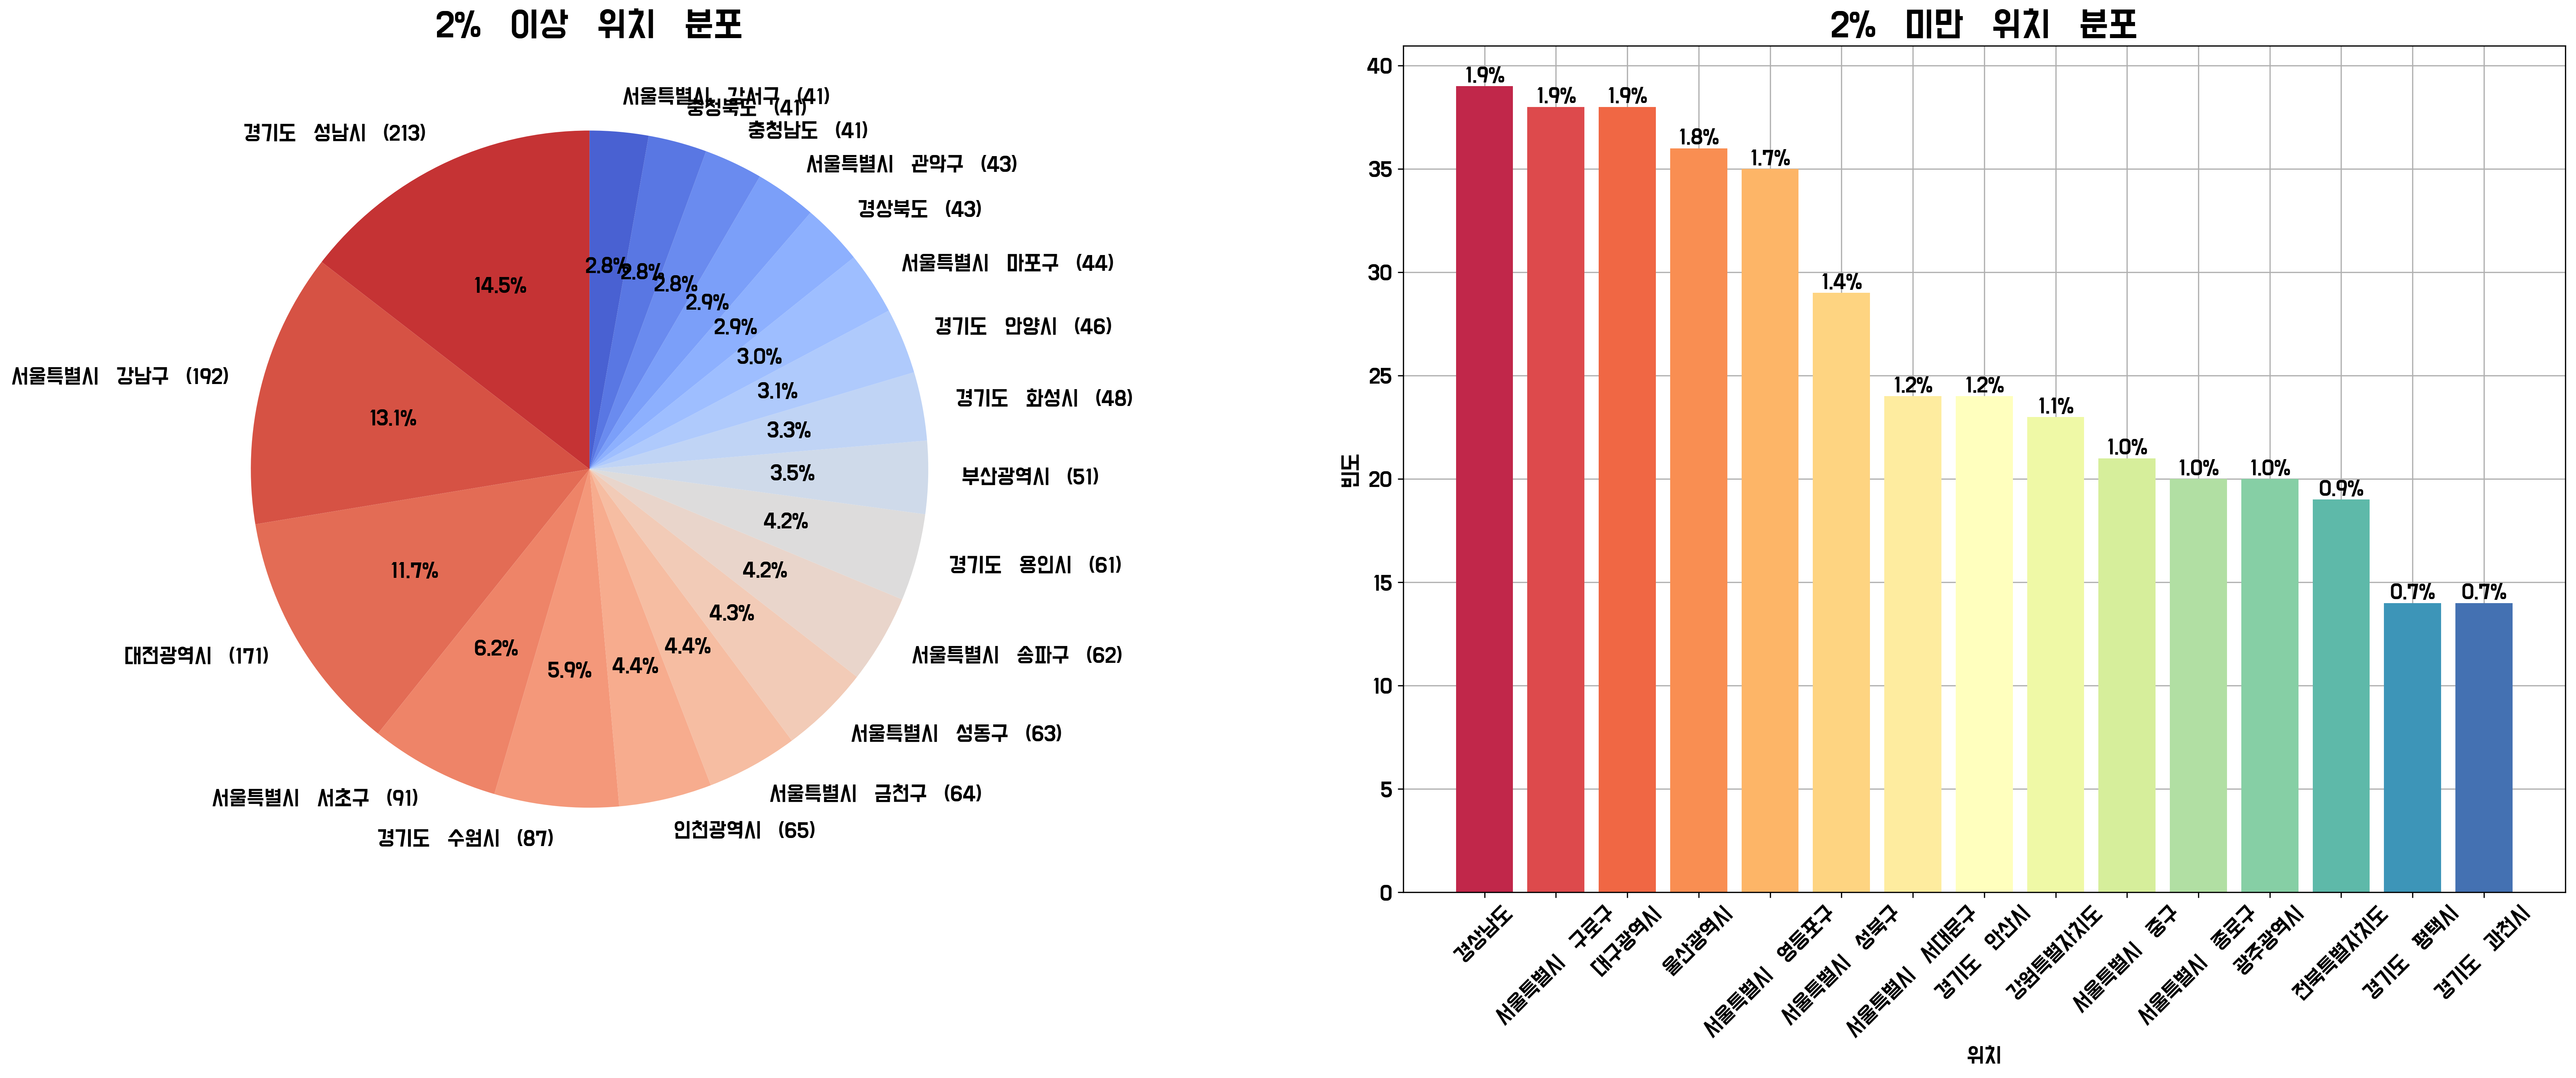 2% 이상 위치 분포
서울특별시 강서구 (41)
충청북도 (41)
충청남도 (41)
서울특별시 관악구 (43)
경상북도 (43)
서울특별시 마포구 (44)
경기도 안양시 (46)
경기도 화성시 (48)
부산광역시 (51)
경기도 용인시 (61)
서울특별시 송파구 (62)
서울특별시 성동구 (63)
서울특별시 금천구 (64)
인천광역시 (65)
경기도 수원시 (87)
서울특별시 서초구 (91)
대전광역시 (171)
서울특별시 강남구 (192)
경기도 성남시 (213)
2.8%
2.8%
2.8%
2.9%
2.9%
3.0%
3.1%
3.3%
3.5%
4.2%
4.2%
4.3%
4.4%
4.4%
5.9%
6.2%
11.7%
13.1%
14.5%
2% 미만 위치 분포
빈도
40
35
30
25
20
15
10
5
0
1.9%
1.9%
1.9%
1.8%
1.7%
1.4%
1.2%
1.2%
1.1%
1.0%
1.0%
1.0%
0.9%
0.7%
0.7%
경상남도
서울특별시 구로구
대구광역시
울산광역시
서울특별시 영등포구
서울특별시 성북구
서울특별시 서대문구
경기도 안산시
강원특별자치도
서울특별시 중구
서울특별시 종로구
광주광역시
전북특별자치도
경기도 평택시
경기도 과천시
위치